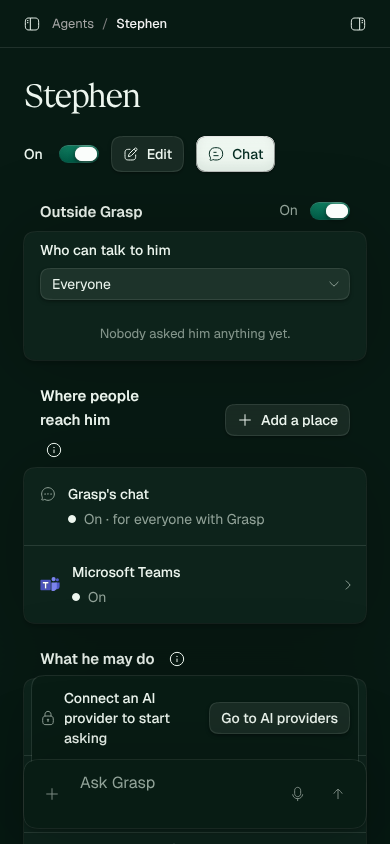 Agents / Stephen
Stephen
On
Edit
Chat
Outside Grasp
On
Who can talk to him
Everyone
Nobody asked him anything yet.
Where people
reach him
Add a place
Grasp's chat
On · for everyone with Grasp
Microsoft Teams
On
What he may do
Connect an AI
provider to start
asking
Go to AI providers
Ask Grasp